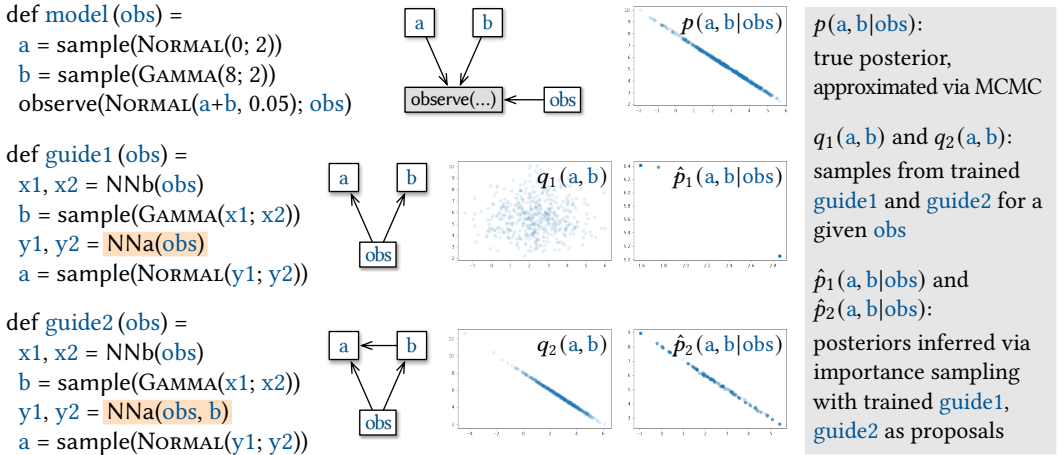 def model (obs) =
a = sample(NORMAL(0; 2))
b = sample(GAMMA(8; 2))
observe(NORMAL(a+b, 0.05); obs)
a
b
observe(...)
obs
p(a, b|obs)
def guide1 (obs) =
x1, x2 = NNb(obs)
b = sample(GAMMA(x1; x2))
y1, y2 = NNa(obs)
a = sample(NORMAL(y1; y2))
a
b
obs
q₁(a, b)
p̂₁(a, b|obs)
def guide2 (obs) =
x1, x2 = NNb(obs)
b = sample(GAMMA(x1; x2))
y1, y2 = NNa(obs, b)
a = sample(NORMAL(y1; y2))
a
b
obs
q₂(a, b)
p̂₂(a, b|obs)
p(a, b|obs):
true posterior,
approximated via MCMC
q₁(a, b) and q₂(a, b):
samples from trained
guide1 and guide2 for a
given obs
p̂₁(a, b|obs) and
p̂₂(a, b|obs):
posteriors inferred via
importance sampling
with trained guide1,
guide2 as proposals